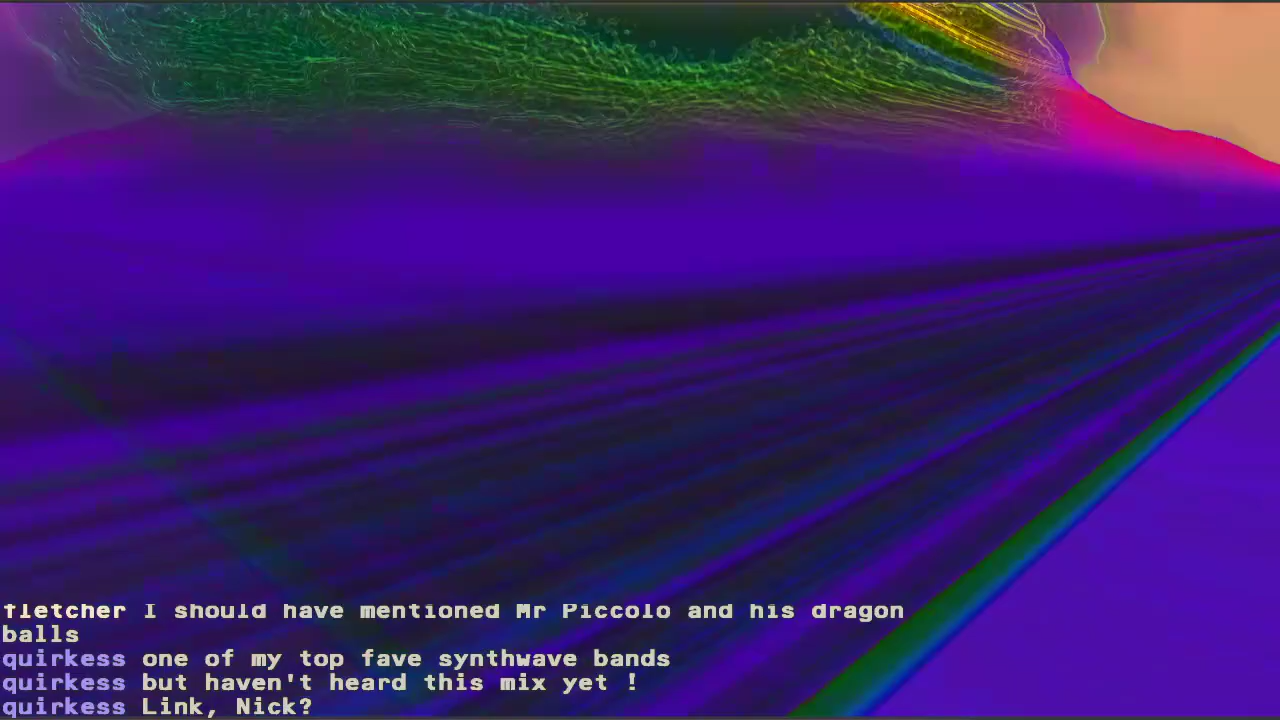 fletcher I should have mentioned Mr Piccolo and his dragon
balls
quirkess one of my top fave synthwave bands
quirkess but haven't heard this mix yet !
quirkess Link, Nick?